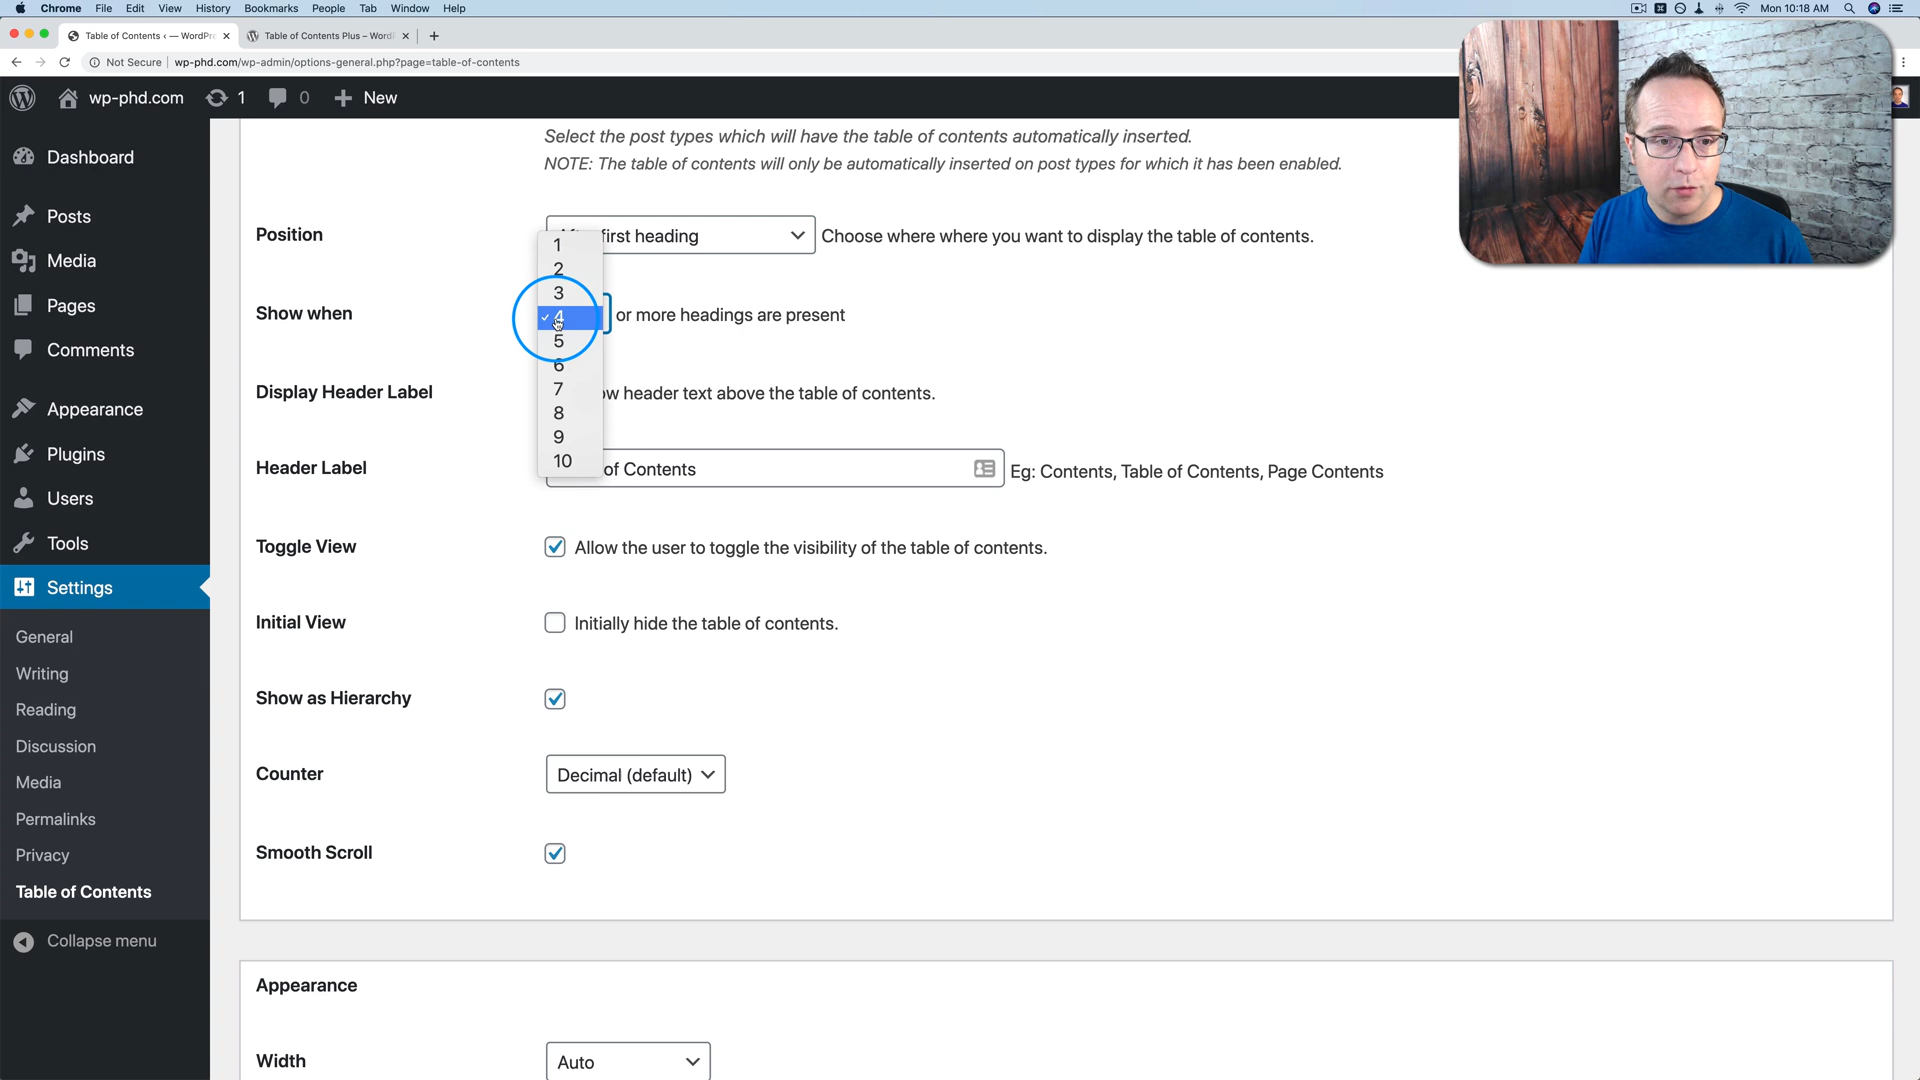 Chrome File Edit View History Bookmarks People Tab Window Help
Mon 10:18 AM
Table of Contents ‹ — WordPre
Table of Contents Plus – Word
Not Secure | wp-phd.com/wp-admin/options-general.php?page=table-of-contents
wp-phd.com 1 0 New
Dashboard
Posts
Media
Pages
Comments
Appearance
Plugins
Users
Tools
Settings
General
Writing
Reading
Discussion
Media
Permalinks
Privacy
Table of Contents
Collapse menu
Select the post types which will have the table of contents automatically inserted.
NOTE: The table of contents will only be automatically inserted on post types for which it has been enabled.
Position
first heading
Choose where where you want to display the table of contents.
Show when
1
2
3
4
5
6
7
8
9
10
or more headings are present
Display Header Label
header text above the table of contents.
Header Label
of Contents
Eg: Contents, Table of Contents, Page Contents
Toggle View
Allow the user to toggle the visibility of the table of contents.
Initial View
Initially hide the table of contents.
Show as Hierarchy
Counter
Decimal (default)
Smooth Scroll
Appearance
Width
Auto